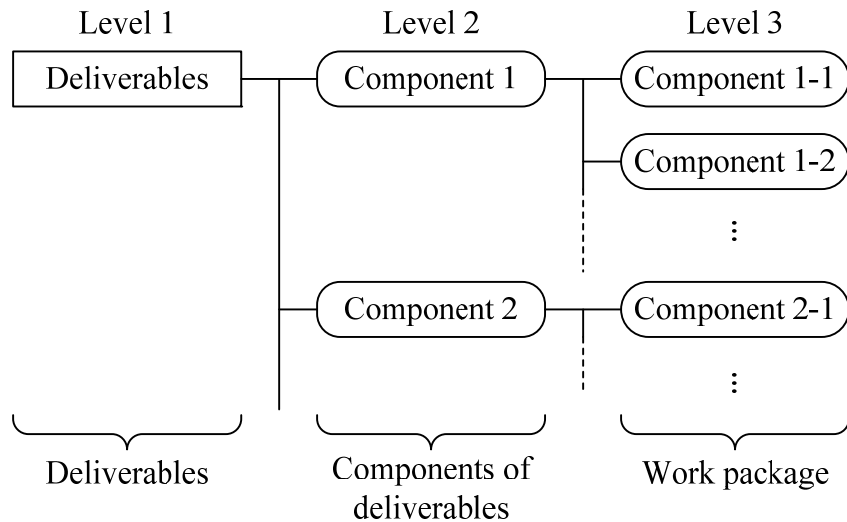 Level 1
Level 2
Level 3
Deliverables
Component 1
Component 1-1
Component 1-2
⋮
Component 2
Component 2-1
⋮
Deliverables
Components of
deliverables
Work package